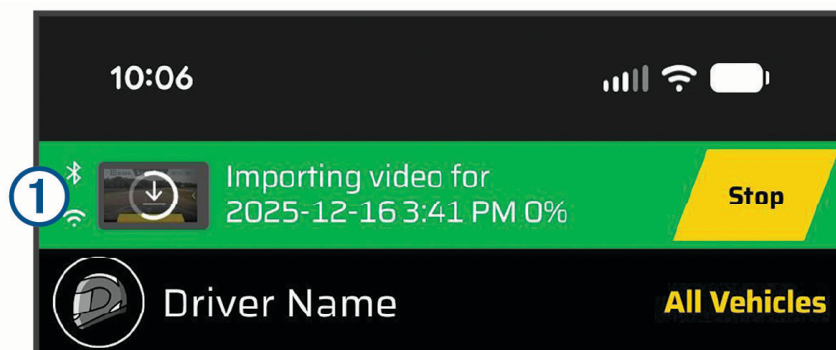 10:06
1
Importing video for
2025-12-16 3:41 PM 0%
Stop
Driver Name
All Vehicles